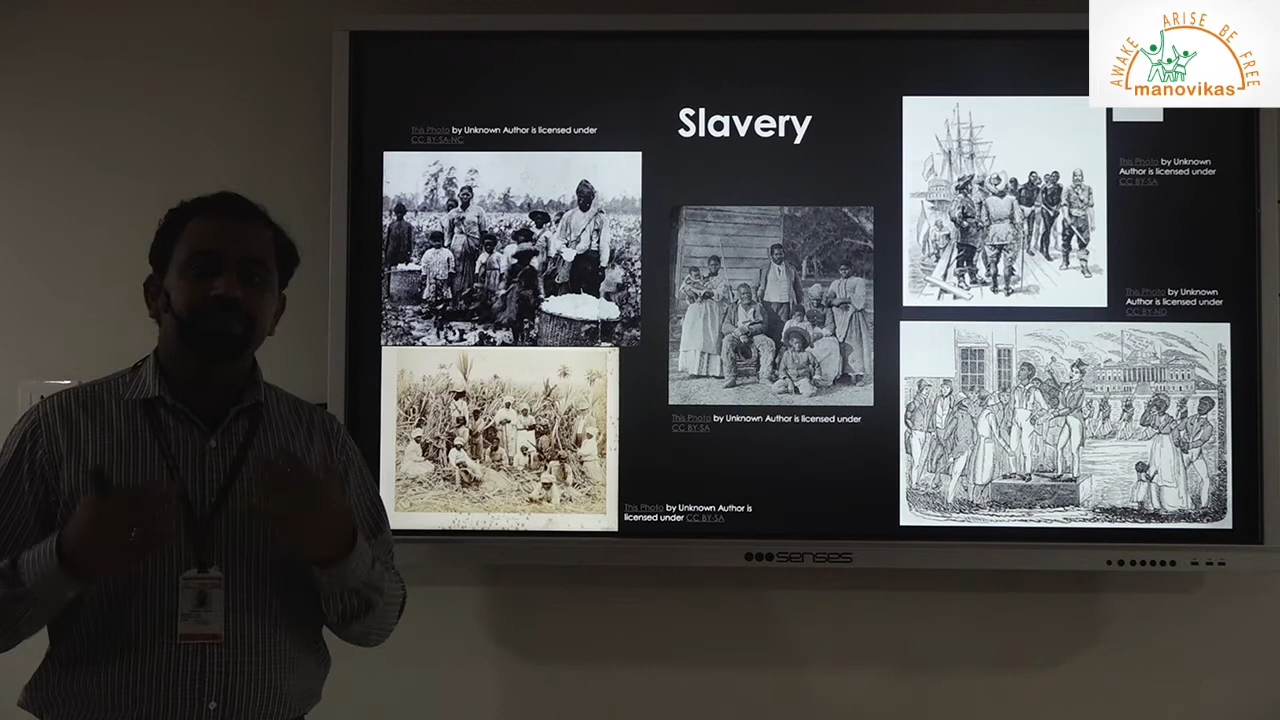 AWAKE ARISE BE FREE
manovikas
Slavery
This Photo by Unknown Author is licensed under
CC BY-SA-NC
This Photo by Unknown
Author is licensed under
CC BY-SA
This Photo by Unknown
Author is licensed under
CC BY-ND
This Photo by Unknown Author is licensed under
CC BY-SA
This Photo by Unknown Author is
licensed under CC BY-SA
senses